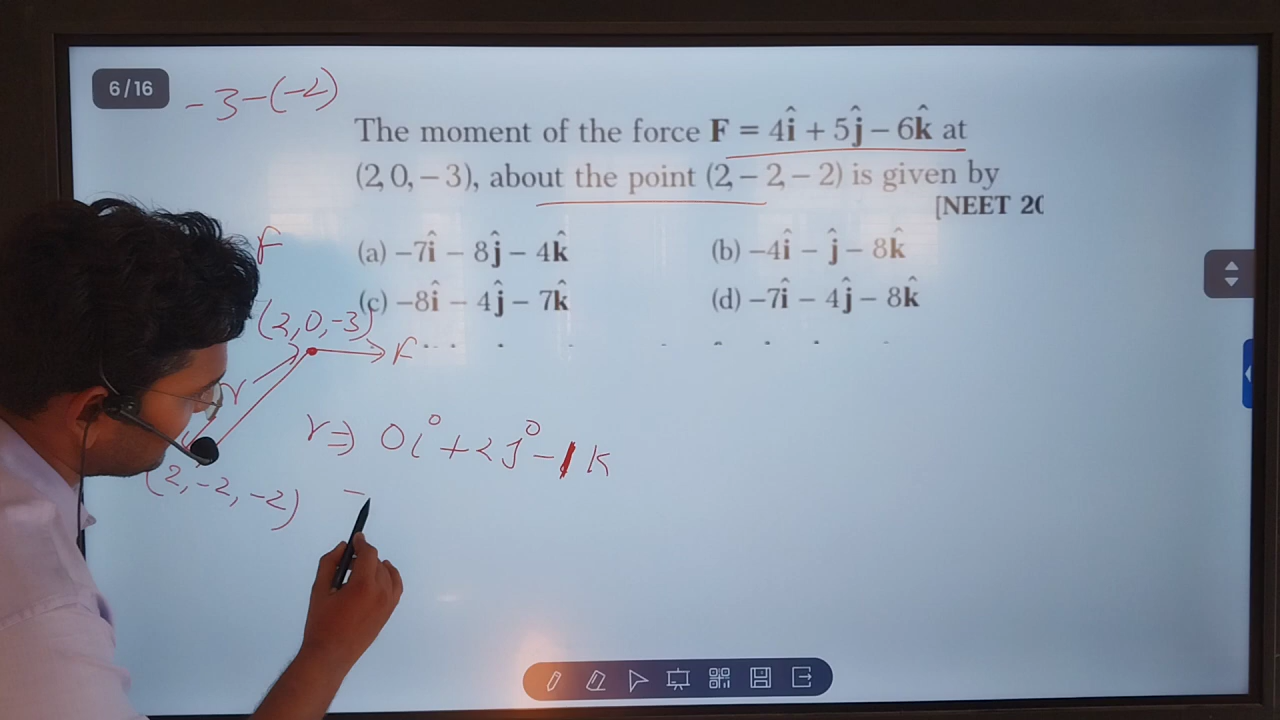 6/16
-3-(-2)
The moment of the force F = 4î + 5ĵ – 6k̂ at
(2, 0, – 3), about the point (2, – 2, – 2) is given by
[NEET 20
(a) –7î – 8ĵ – 4k̂
(b) –4î – ĵ – 8k̂
(c) –8î – 4ĵ – 7k̂
(d) –7î – 4ĵ – 8k̂
F
(2,0,-3)
F
r
r ⇒ 0i + 2j - 1k
(2,-2,-2)